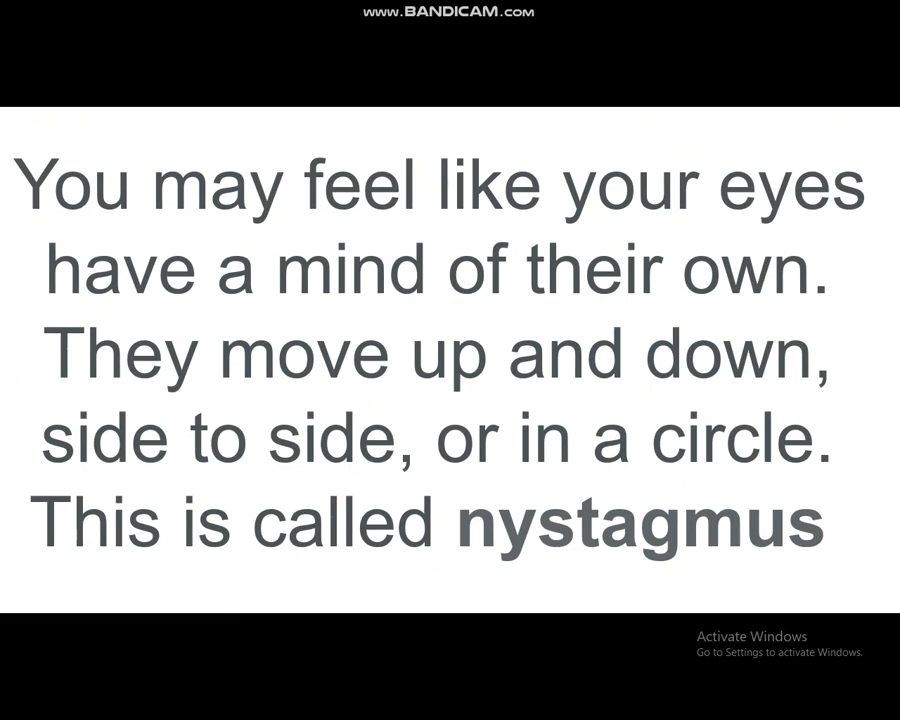 www.BANDICAM.com
You may feel like your eyes
have a mind of their own.
They move up and down,
side to side, or in a circle.
This is called nystagmus
Activate Windows
Go to Settings to activate Windows.